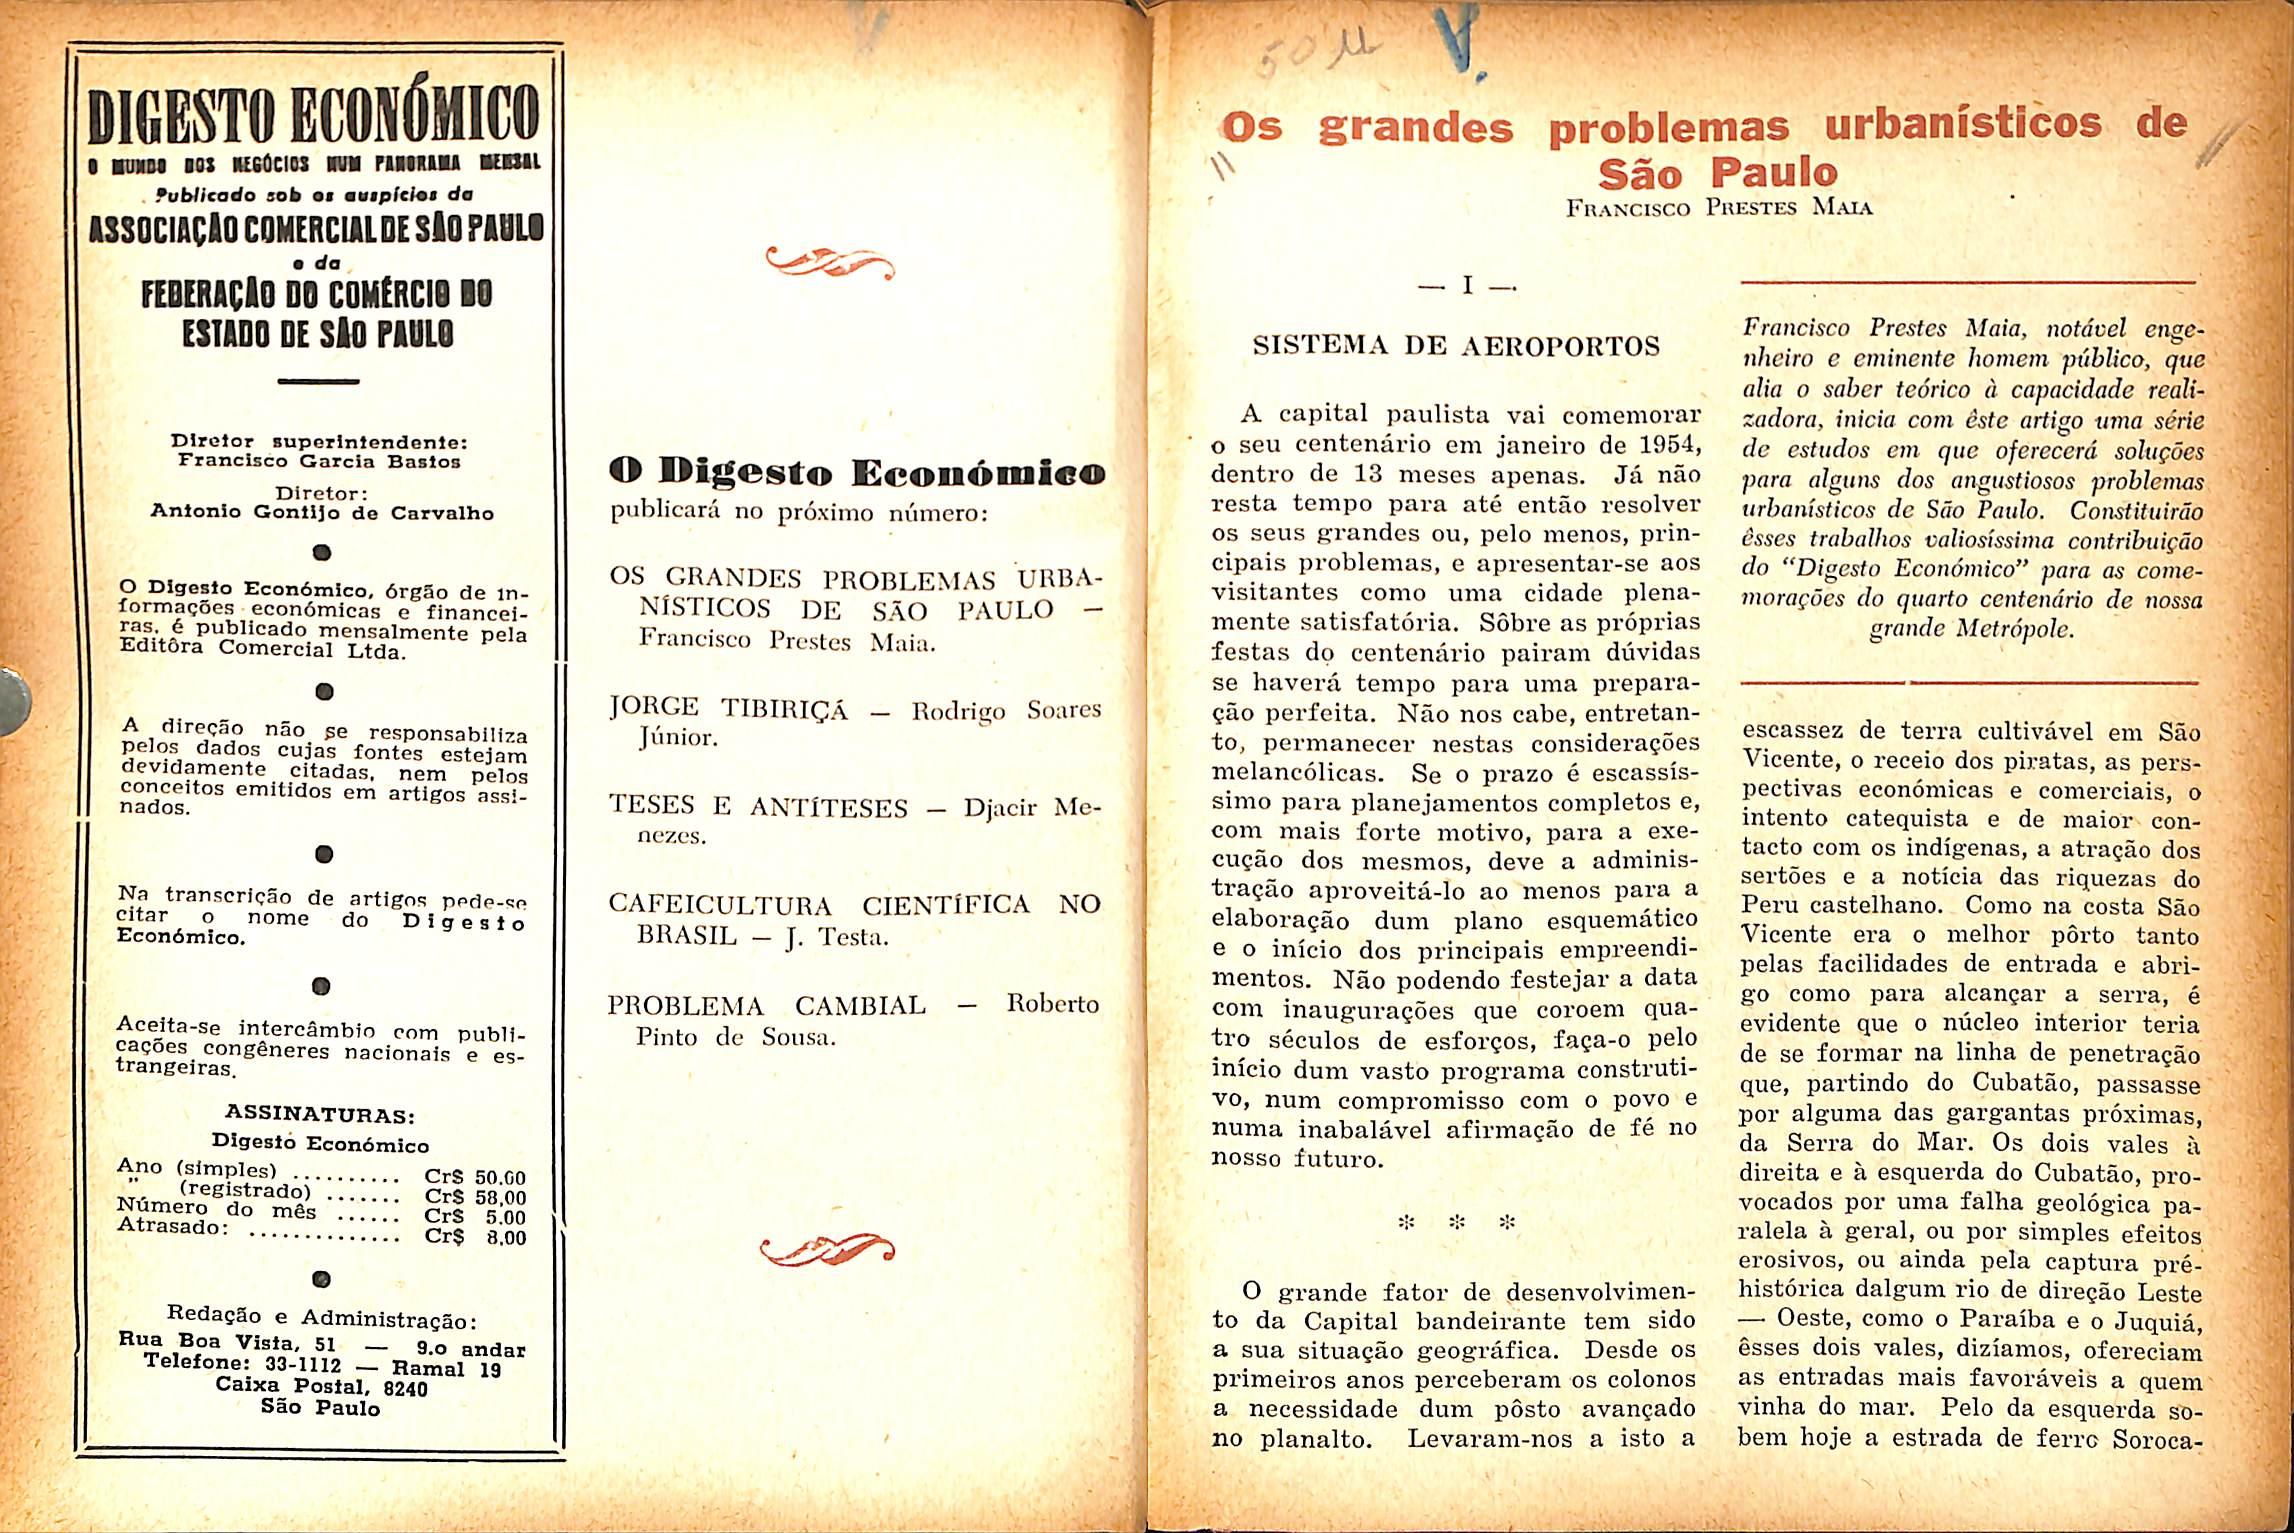 DIGESTO ECONÓMICO
O MUNDO DOS NEGÓCIOS NUM PANORAMA MENSAL
Publicado sob os auspícios da
ASSOCIAÇÃO COMERCIAL DE SÃO PAULO
e da
FEDERAÇÃO DO COMÉRCIO DO
ESTADO DE SÃO PAULO
Diretor superintendente:
Francisco Garcia Bastos
Diretor:
Antonio Gontijo de Carvalho
O Digesto Económico, órgão de in-
formações económicas e financei-
ras, é publicado mensalmente pela
Editôra Comercial Ltda.
A direção não se responsabiliza
pelos dados cujas fontes estejam
devidamente citadas, nem pelos
conceitos emitidos em artigos assi-
nados.
Na transcrição de artigos pede-se
citar o nome do Digesto
Económico.
Aceita-se intercâmbio com publi-
cações congêneres nacionais e es-
trangeiras.
ASSINATURAS:
Digesto Económico
Ano (simples) .......... Cr$ 50,00
" (registrado) ....... Cr$ 58,00
Número do mês ...... Cr$ 5,00
Atrasado: .............. Cr$ 8,00
Redação e Administração:
Rua Boa Vista, 51 — 9.o andar
Telefone: 33-1112 — Ramal 19
Caixa Postal, 8240
São Paulo
O Digesto Económico
publicará no próximo número:
OS GRANDES PROBLEMAS URBA-
NÍSTICOS DE SÃO PAULO —
Francisco Prestes Maia.
JORGE TIBIRIÇÁ — Rodrigo Soares
Júnior.
TESES E ANTÍTESES — Djacir Me-
nezes.
CAFEICULTURA CIENTÍFICA NO
BRASIL — J. Testa.
PROBLEMA CAMBIAL — Roberto
Pinto de Sousa.
V.
Os grandes problemas urbanísticos de
São Paulo
FRANCISCO PRESTES MAIA
— I —
SISTEMA DE AEROPORTOS
A capital paulista vai comemorar
o seu centenário em janeiro de 1954,
dentro de 13 meses apenas. Já não
resta tempo para até então resolver
os seus grandes ou, pelo menos, prin-
cipais problemas, e apresentar-se aos
visitantes como uma cidade plena-
mente satisfatória. Sôbre as próprias
festas do centenário pairam dúvidas
se haverá tempo para uma prepara-
ção perfeita. Não nos cabe, entretan-
to, permanecer nestas considerações
melancólicas. Se o prazo é escassís-
simo para planejamentos completos e,
com mais forte motivo, para a exe-
cução dos mesmos, deve a adminis-
tração aproveitá-lo ao menos para a
elaboração dum plano esquemático
e o início dos principais empreendi-
mentos. Não podendo festejar a data
com inaugurações que coroem qua-
tro séculos de esforços, faça-o pelo
início dum vasto programa construti-
vo, num compromisso com o povo e
numa inabalável afirmação de fé no
nosso futuro.
* * *
O grande fator de desenvolvimen-
to da Capital bandeirante tem sido
a sua situação geográfica. Desde os
primeiros anos perceberam os colonos
a necessidade dum pôsto avançado
no planalto. Levaram-nos a isto a
Francisco Prestes Maia, notável enge-
nheiro e eminente homem público, que
alia o saber teórico à capacidade reali-
zadora, inicia com êste artigo uma série
de estudos em que oferecerá soluções
para alguns dos angustiosos problemas
urbanísticos de São Paulo. Constituirão
êsses trabalhos valiosíssima contribuição
do “Digesto Económico” para as come-
morações do quarto centenário de nossa
grande Metrópole.
escassez de terra cultivável em São
Vicente, o receio dos piratas, as pers-
pectivas económicas e comerciais, o
intento catequista e de maior con-
tacto com os indígenas, a atração dos
sertões e a notícia das riquezas do
Peru castelhano. Como na costa São
Vicente era o melhor pôrto tanto
pelas facilidades de entrada e abri-
go como para alcançar a serra, é
evidente que o núcleo interior teria
de se formar na linha de penetração
que, partindo do Cubatão, passasse
por alguma das gargantas próximas,
da Serra do Mar. Os dois vales à
direita e à esquerda do Cubatão, pro-
vocados por uma falha geológica pa-
ralela à geral, ou por simples efeitos
erosivos, ou ainda pela captura pré-
histórica dalgum rio de direção Leste
— Oeste, como o Paraíba e o Juquiá,
êsses dois vales, dizíamos, ofereciam
as entradas mais favoráveis a quem
vinha do mar. Pelo da esquerda so-
bem hoje a estrada de ferro Soroca-